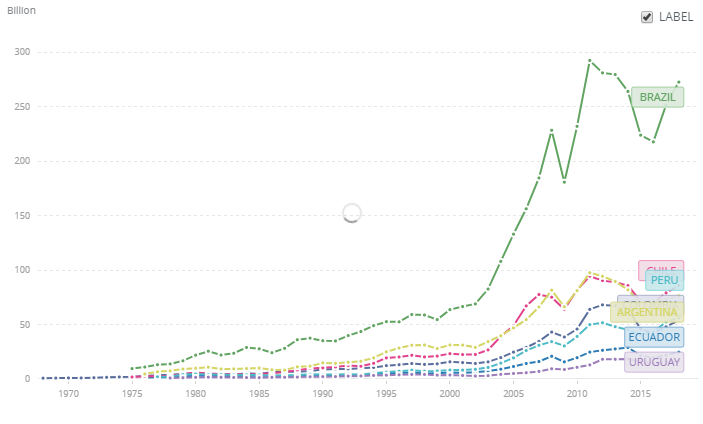 Billion
LABEL
300
250
200
150
100
50
0
BRAZIL
CHILE
PERU
ARGENTINA
ECUADOR
URUGUAY
1970 1975 1980 1985 1990 1995 2000 2005 2010 2015